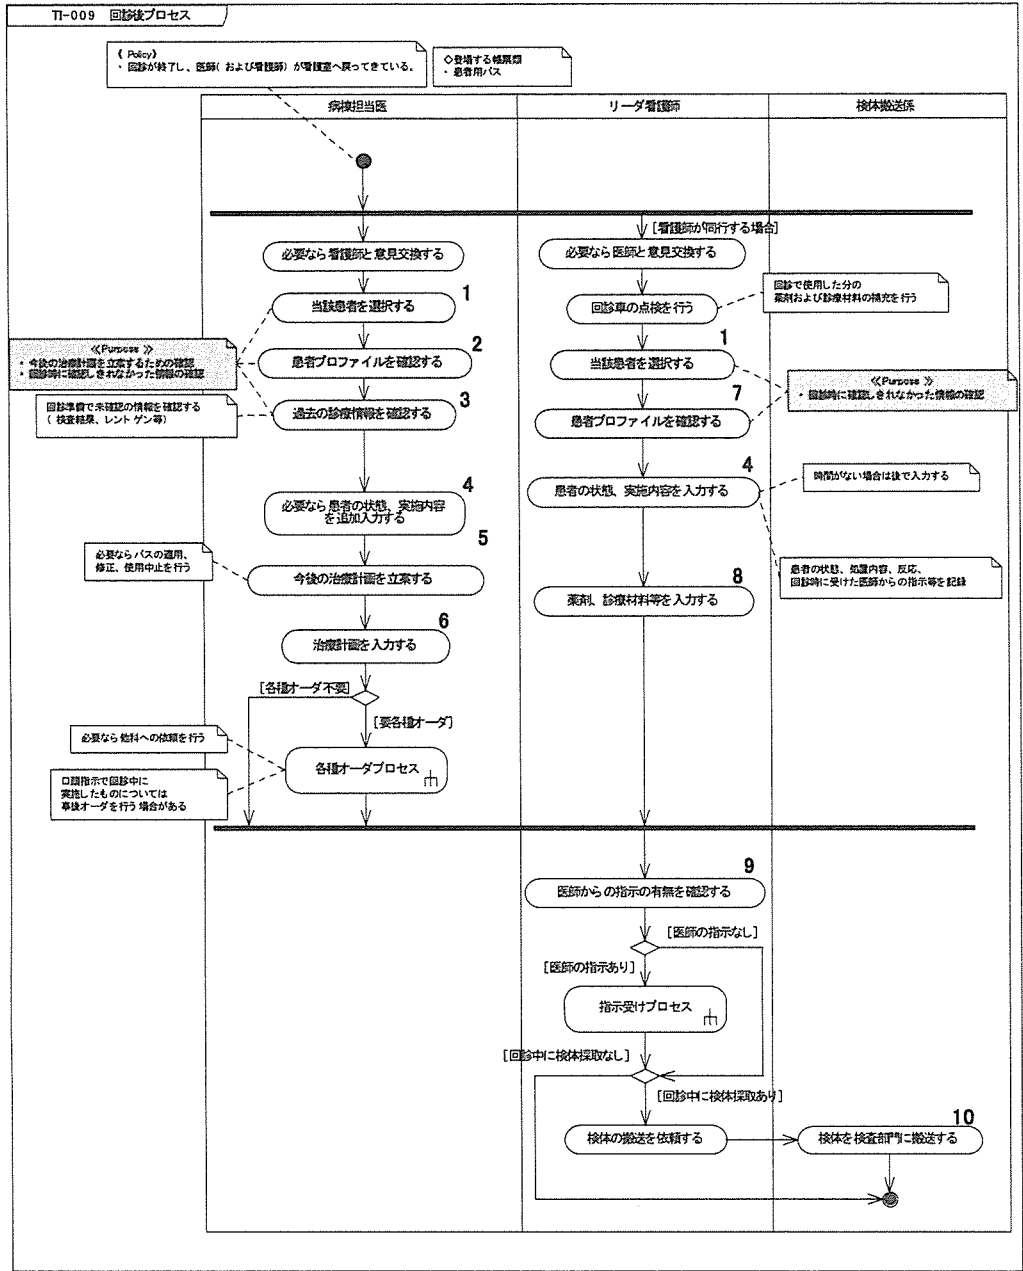 TI-009 回診後プロセス
《 Policy》
・ 回診が終了し、医師( および看護師) が看護室へ戻ってきている。
◇登場する帳票類
・ 患者用パス
病棟担当医
リーダ看護師
検体搬送係
[看護師が同行する場合]
必要なら看護師と意見交換する
必要なら医師と意見交換する
当該患者を選択する
1
回診車の点検を行う
回診で使用した分の
薬剤および診療材料の補充を行う
≪Purpose ≫
・ 今後の治療計画を立案するための確認
・ 回診時に確認しきれなかった情報の確認
患者プロファイルを確認する
2
当該患者を選択する
1
≪Purpose ≫
・ 回診時に確認しきれなかった情報の確認
回診準備で未確認の情報を確認する
( 検査結果、レントゲン等)
過去の診療情報を確認する
3
患者プロファイルを確認する
7
4
必要なら患者の状態、実施内容
を追加入力する
患者の状態、実施内容を入力する
4
時間がない場合は後で入力する
患者の状態、処置内容、反応、
回診時に受けた医師からの指示等を記録
必要ならパスの適用、
修正、使用中止を行う
5
今後の治療計画を立案する
薬剤、診療材料等を入力する
8
治療計画を入力する
6
[各種オーダ不要]
[要各種オーダ]
必要なら他科への依頼を行う
各種オーダプロセス
口頭指示で回診中に
実施したものについては
事後オーダを行う場合がある
9
医師からの指示の有無を確認する
[医師の指示なし]
[医師の指示あり]
指示受けプロセス
[回診中に検体採取なし]
[回診中に検体採取あり]
検体の搬送を依頼する
10
検体を検査部門に搬送する